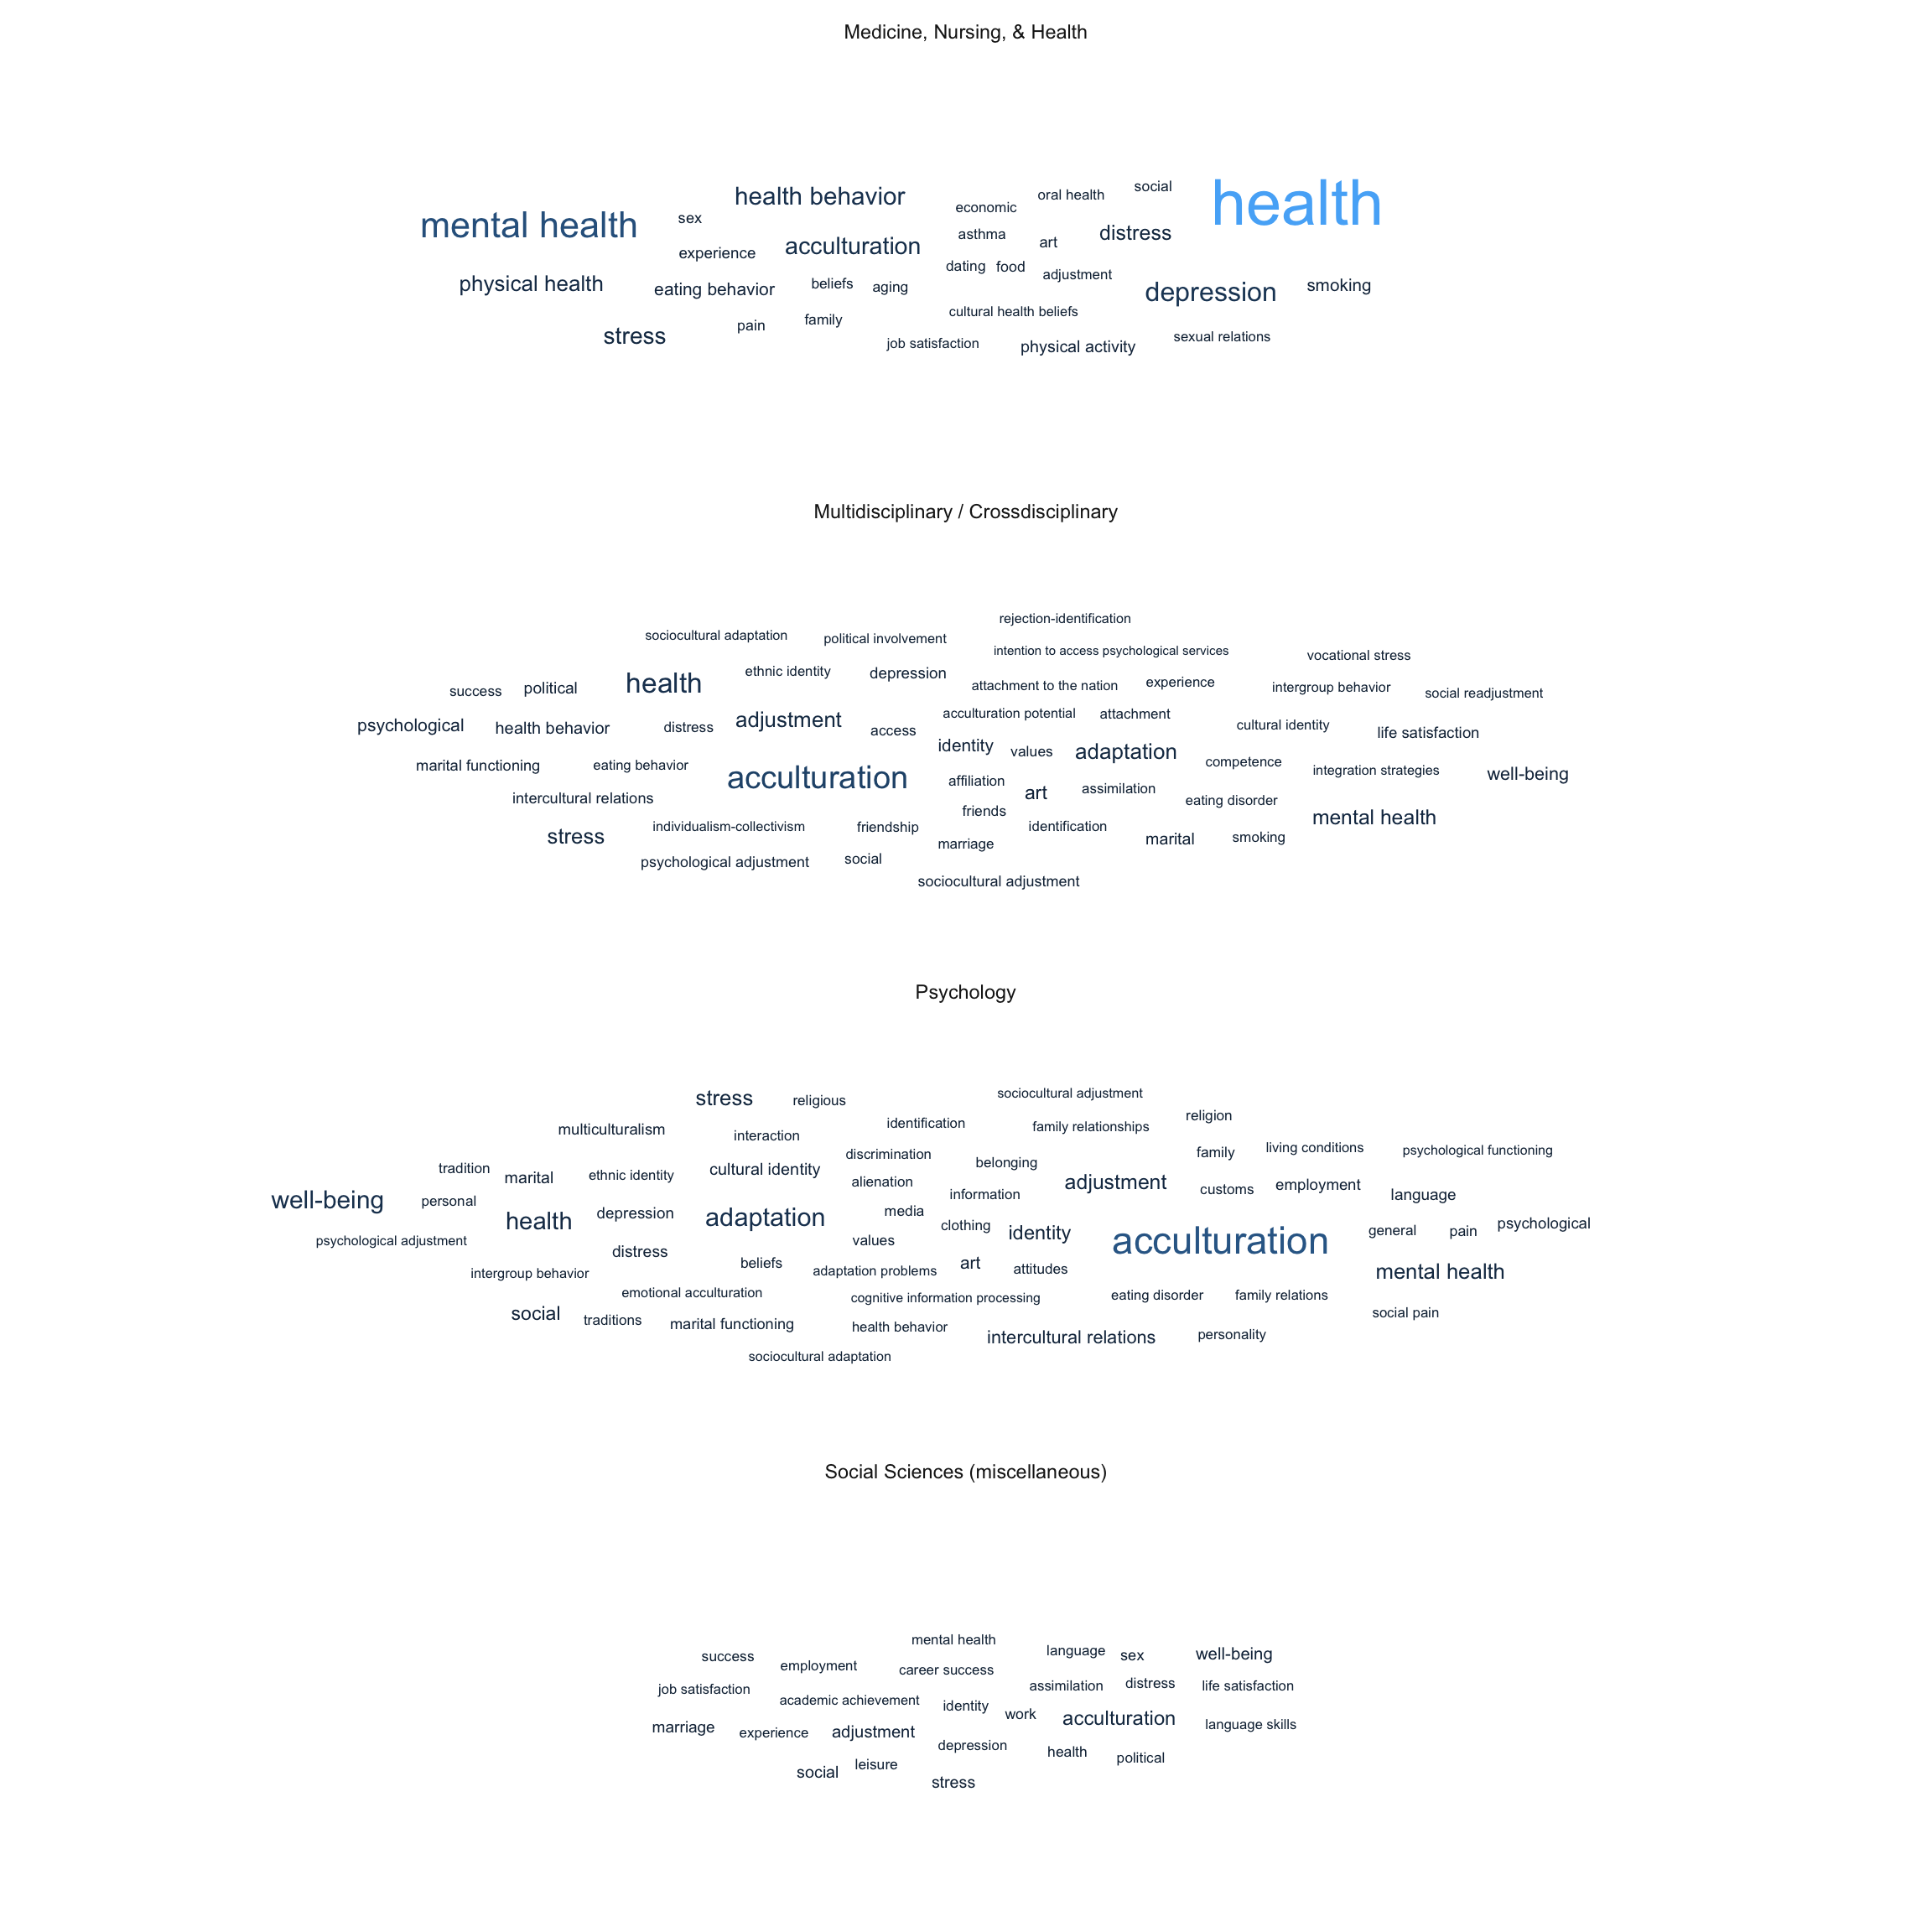 Medicine, Nursing, & Health
health
social
oral health
health behavior
economic
mental health
sex
distress
asthma
art
acculturation
experience
dating
food
adjustment
physical health
beliefs
smoking
aging
eating behavior
depression
cultural health beliefs
family
pain
stress
sexual relations
job satisfaction
physical activity
Multidisciplinary / Crossdisciplinary
rejection-identification
sociocultural adaptation
political involvement
intention to access psychological services
vocational stress
ethnic identity
depression
health
experience
attachment to the nation
intergroup behavior
success
political
social readjustment
acculturation potential
attachment
adjustment
psychological
cultural identity
health behavior
distress
access
life satisfaction
identity
values
adaptation
competence
marital functioning
eating behavior
integration strategies
well-being
acculturation
affiliation
assimilation
art
intercultural relations
eating disorder
friends
mental health
individualism-collectivism
friendship
identification
stress
marital
smoking
marriage
psychological adjustment
social
sociocultural adjustment
Psychology
sociocultural adjustment
stress
religious
religion
identification
family relationships
multiculturalism
interaction
living conditions
psychological functioning
family
discrimination
belonging
tradition
cultural identity
marital
ethnic identity
alienation
adjustment
employment
customs
information
language
well-being
personal
media
depression
adaptation
health
clothing
psychological
identity
general
pain
acculturation
psychological adjustment
values
distress
beliefs
art
attitudes
adaptation problems
mental health
intergroup behavior
emotional acculturation
cognitive information processing
eating disorder
family relations
social
social pain
traditions
marital functioning
health behavior
intercultural relations
personality
sociocultural adaptation
Social Sciences (miscellaneous)
mental health
language
sex
well-being
success
employment
career success
distress
assimilation
life satisfaction
job satisfaction
academic achievement
identity
work
acculturation
language skills
marriage
experience
adjustment
depression
health
political
leisure
social
stress